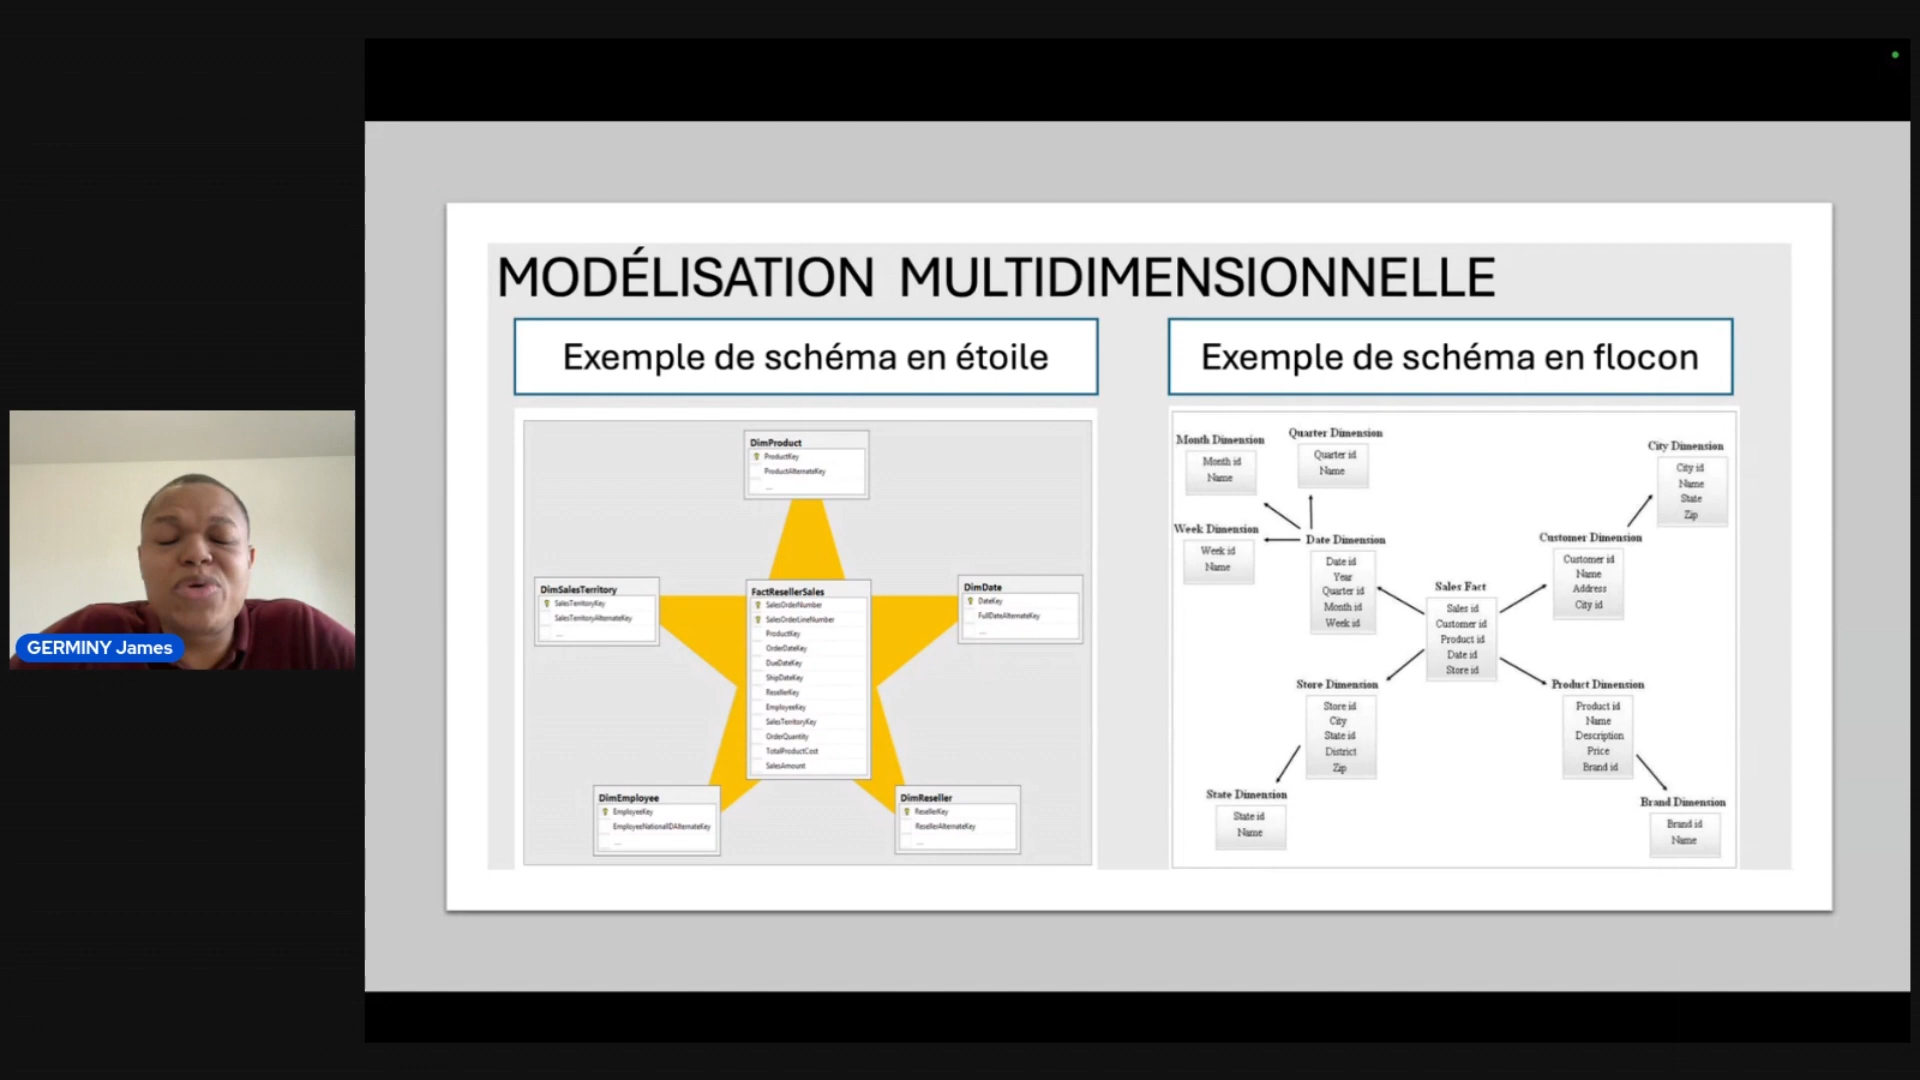 GERMINY James
MODÉLISATION MULTIDIMENSIONNELLE
Exemple de schéma en étoile
DimProduct
ProductKey
ProductAlternateKey
...
DimSalesTerritory
SalesTerritoryKey
SalesTerritoryAlternateKey
...
FactResellerSales
SalesOrderNumber
SalesOrderLineNumber
ProductKey
OrderDateKey
DueDateKey
ShipDateKey
ResellerKey
EmployeeKey
SalesTerritoryKey
OrderQuantity
TotalProductCost
SalesAmount
DimDate
DateKey
FullDateAlternateKey
...
DimEmployee
EmployeeKey
EmployeeNationalIDAlternateKey
...
DimReseller
ResellerKey
ResellerAlternateKey
...
Exemple de schéma en flocon
Month Dimension
Month id
Name
Quarter Dimension
Quarter id
Name
City Dimension
City id
Name
State
Zip
Week Dimension
Week id
Name
Date Dimension
Date id
Year
Quarter id
Month id
Week id
Customer Dimension
Customer id
Name
Address
City id
Sales Fact
Sales id
Customer id
Product id
Date id
Store id
Store Dimension
Store id
City
State id
District
Zip
Product Dimension
Product id
Name
Description
Price
Brand id
State Dimension
State id
Name
Brand Dimension
Brand id
Name